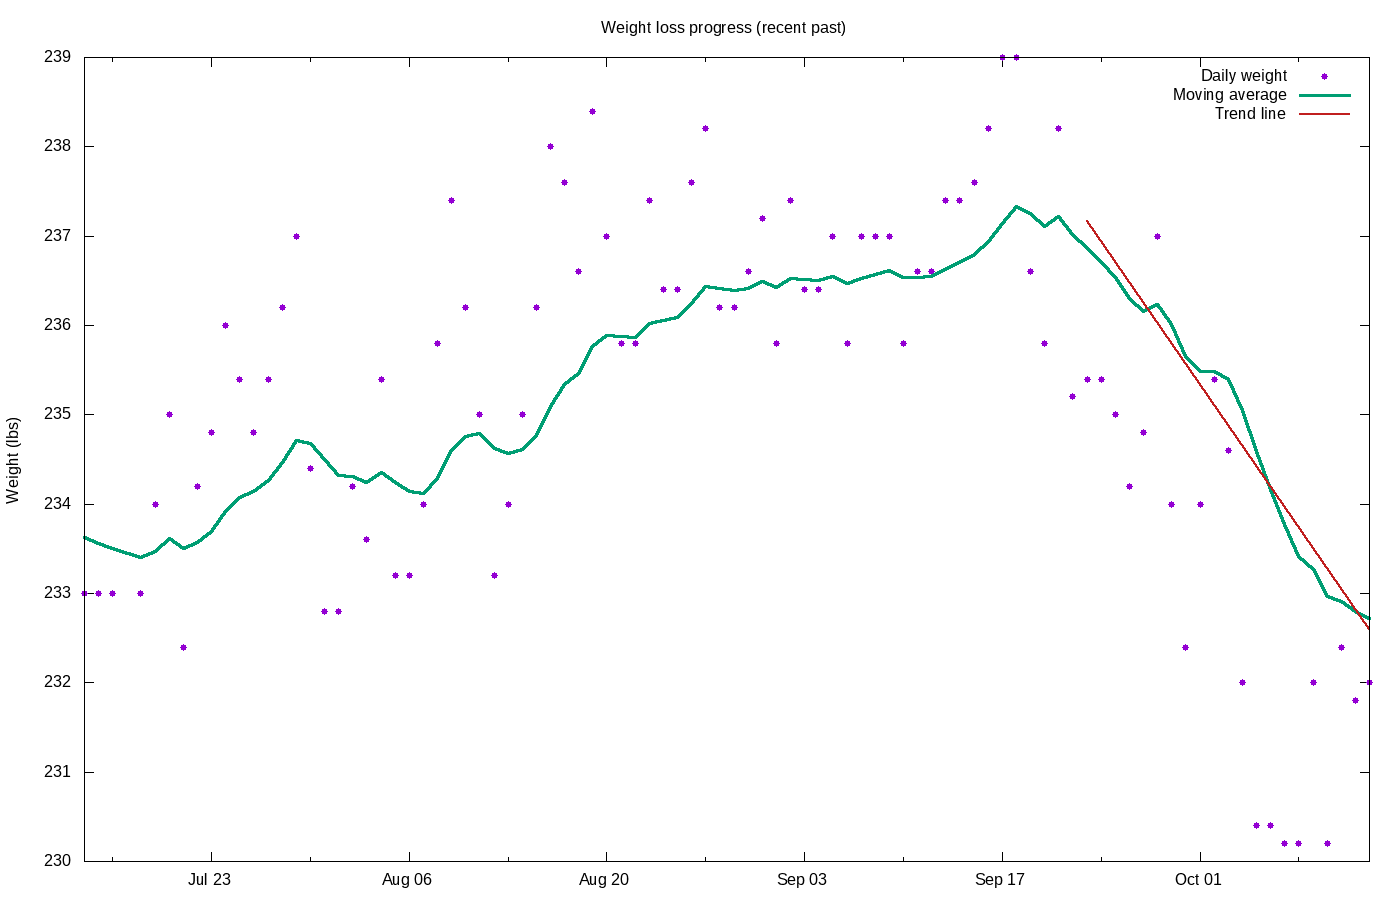 Weight loss progress (recent past)
239
238
237
236
235
234
233
232
231
230
Weight (lbs)
Daily weight
Moving average
Trend line
Jul 23
Aug 06
Aug 20
Sep 03
Sep 17
Oct 01